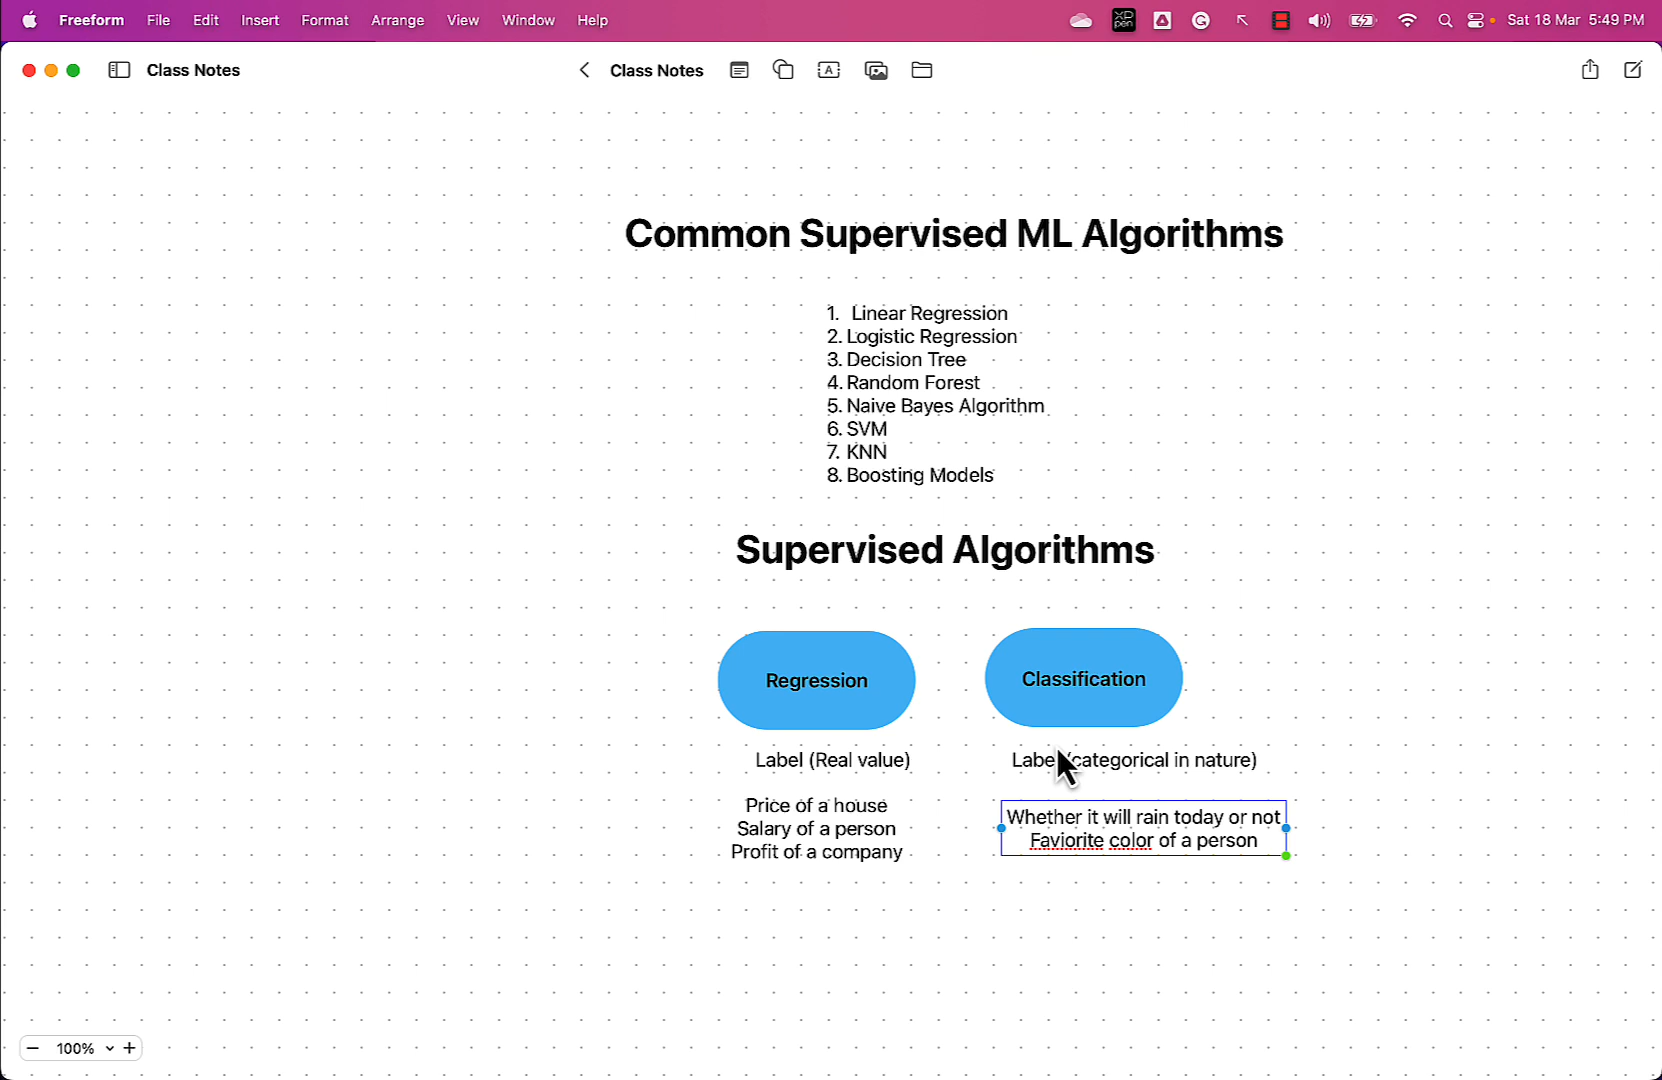 Freeform File Edit Insert Format Arrange View Window Help
XP pen
A
G
Sat 18 Mar 5:49 PM
Class Notes
Class Notes
A
Common Supervised ML Algorithms
1. Linear Regression
2. Logistic Regression
3. Decision Tree
4. Random Forest
5. Naive Bayes Algorithm
6. SVM
7. KNN
8. Boosting Models
Supervised Algorithms
Regression
Classification
Label (Real value)
Label (categorical in nature)
Price of a house
Salary of a person
Profit of a company
Whether it will rain today or not
Faviorite color of a person
100%